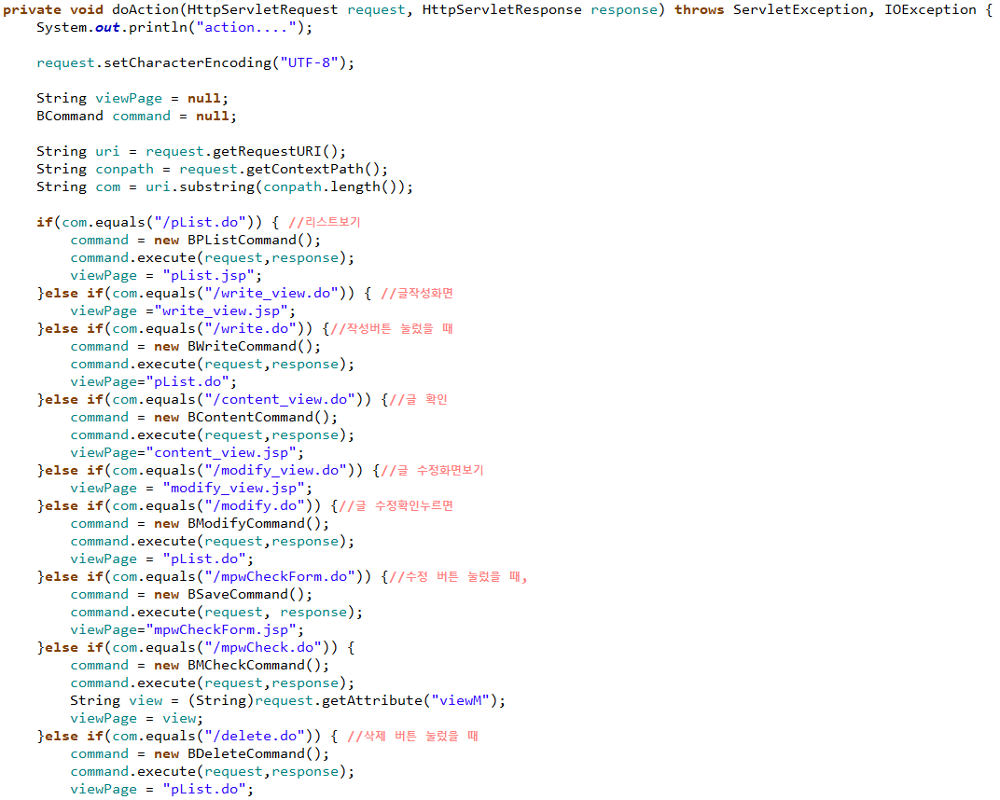 private void doAction(HttpServletRequest request, HttpServletResponse response) throws ServletException, IOException {
System.out.println("action....");
request.setCharacterEncoding("UTF-8");
String viewPage = null;
BCommand command = null;
String uri = request.getRequestURI();
String conpath = request.getContextPath();
String com = uri.substring(conpath.length());
if(com.equals("/pList.do")) { //리스트보기
command = new BPListCommand();
command.execute(request,response);
viewPage = "pList.jsp";
}else if(com.equals("/write_view.do")) { //글작성화면
viewPage ="write_view.jsp";
}else if(com.equals("/write.do")) {//작성버튼 눌렀을 때
command = new BWriteCommand();
command.execute(request,response);
viewPage="pList.do";
}else if(com.equals("/content_view.do")) {//글 확인
command = new BContentCommand();
command.execute(request,response);
viewPage="content_view.jsp";
}else if(com.equals("/modify_view.do")) {//글 수정화면보기
viewPage = "modify_view.jsp";
}else if(com.equals("/modify.do")) {//글 수정확인누르면
command = new BModifyCommand();
command.execute(request,response);
viewPage = "pList.do";
}else if(com.equals("/mpwCheckForm.do")) {//수정 버튼 눌렀을 때,
command = new BSaveCommand();
command.execute(request, response);
viewPage="mpwCheckForm.jsp";
}else if(com.equals("/mpwCheck.do")) {
command = new BMCheckCommand();
command.execute(request,response);
String view = (String)request.getAttribute("viewM");
viewPage = view;
}else if(com.equals("/delete.do")) { //삭제 버튼 눌렀을 때
command = new BDeleteCommand();
command.execute(request,response);
viewPage = "pList.do";